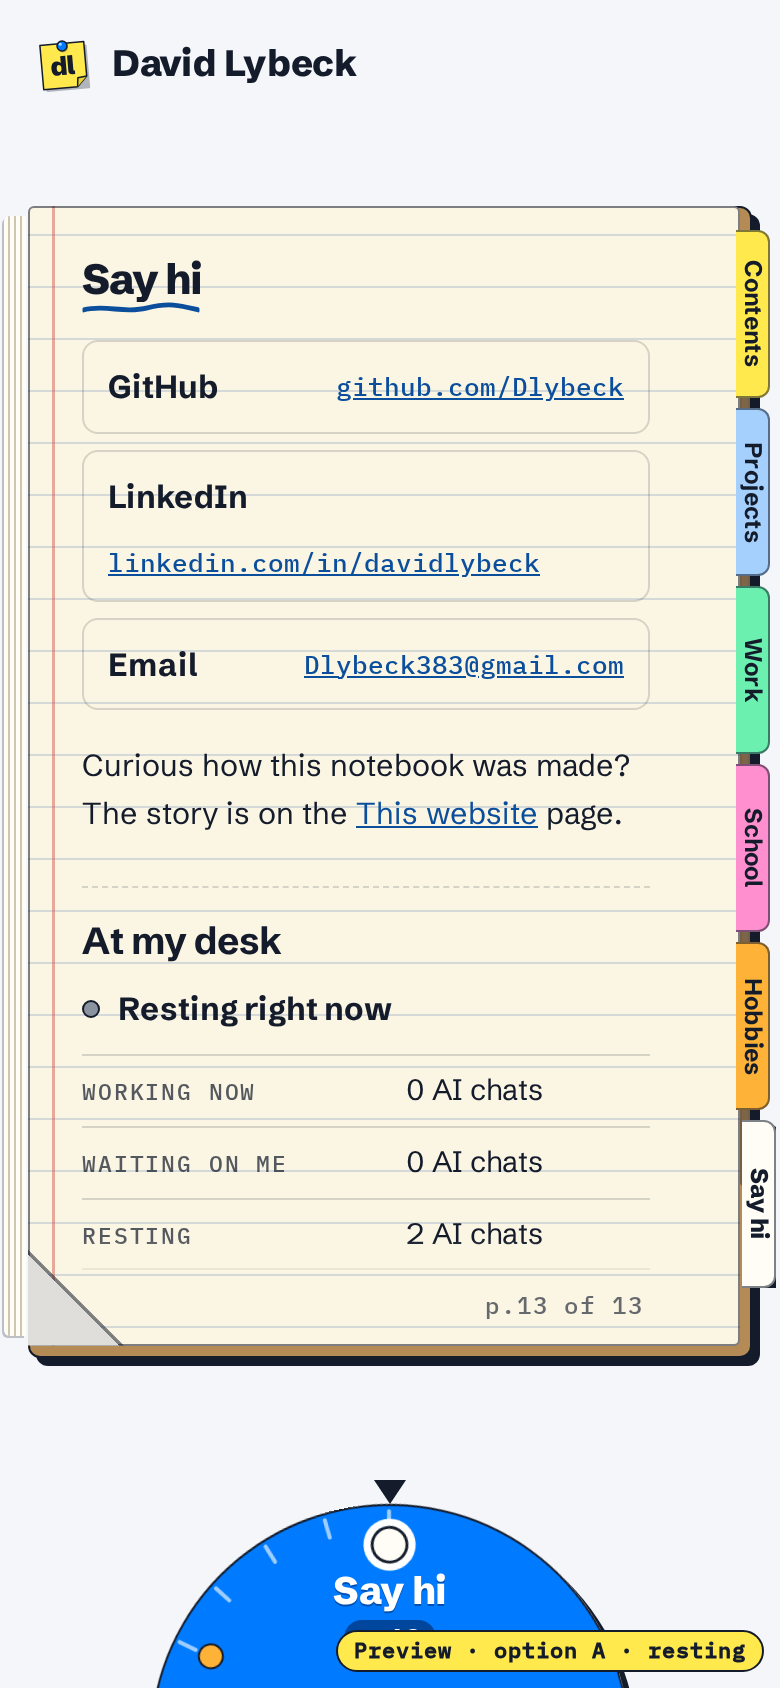 dl David Lybeck
Say hi
GitHub github.com/Dlybeck
LinkedIn
linkedin.com/in/davidlybeck
Email Dlybeck383@gmail.com
Curious how this notebook was made?
The story is on the This website page.
At my desk
Resting right now
WORKING NOW 0 AI chats
WAITING ON ME 0 AI chats
RESTING 2 AI chats
p.13 of 13
Contents
Projects
Work
School
Hobbies
Say hi
Say hi
Preview · option A · resting